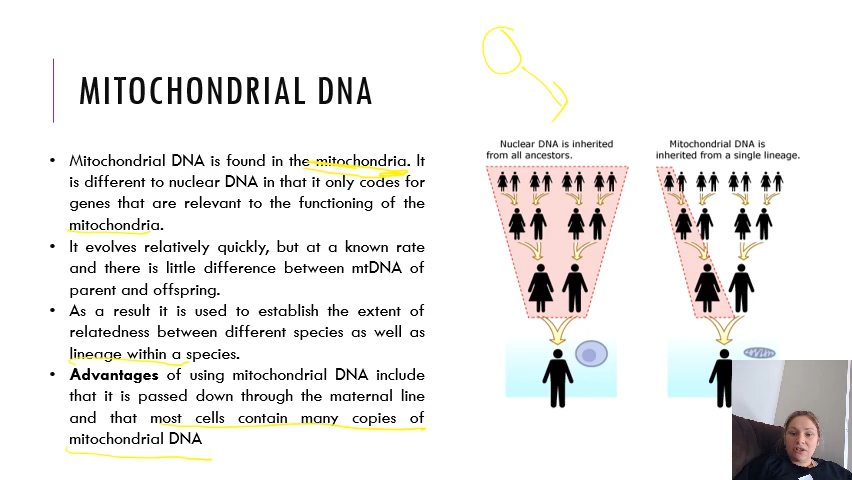 MITOCHONDRIAL DNA
• Mitochondrial DNA is found in the mitochondria. It
is different to nuclear DNA in that it only codes for
genes that are relevant to the functioning of the
mitochondria.
• It evolves relatively quickly, but at a known rate
and there is little difference between mtDNA of
parent and offspring.
• As a result it is used to establish the extent of
relatedness between different species as well as
lineage within a species.
• Advantages of using mitochondrial DNA include
that it is passed down through the maternal line
and that most cells contain many copies of
mitochondrial DNA
Nuclear DNA is inherited
from all ancestors.
Mitochondrial DNA is
inherited from a single lineage.